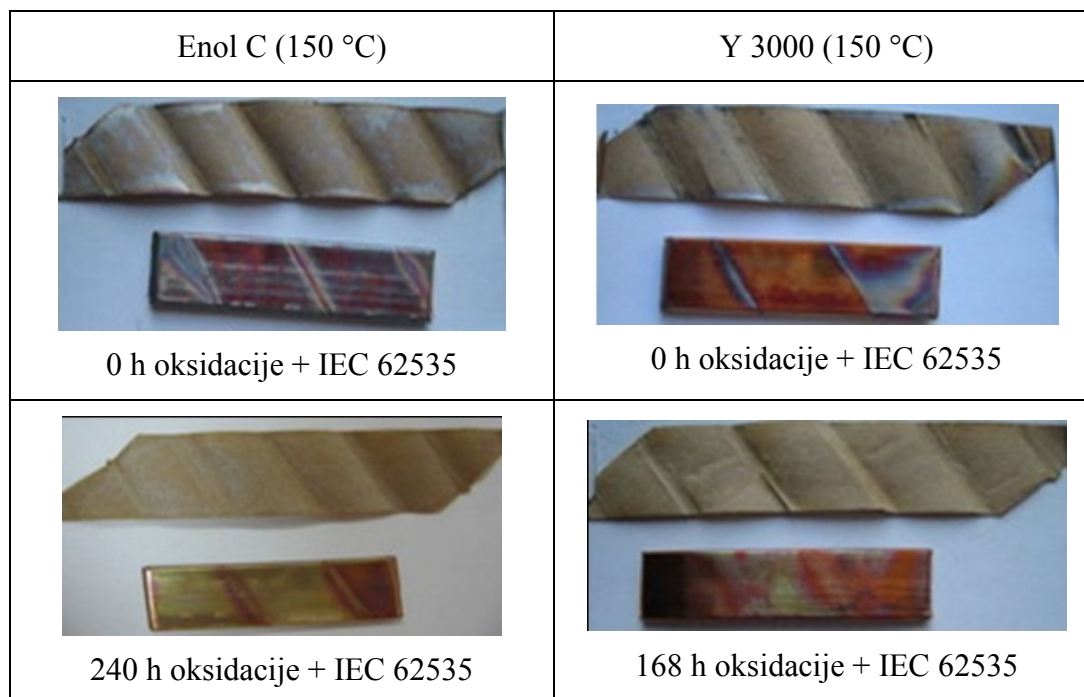 Enol C (150 °C)
Y 3000 (150 °C)
0 h oksidacije + IEC 62535
0 h oksidacije + IEC 62535
240 h oksidacije + IEC 62535
168 h oksidacije + IEC 62535